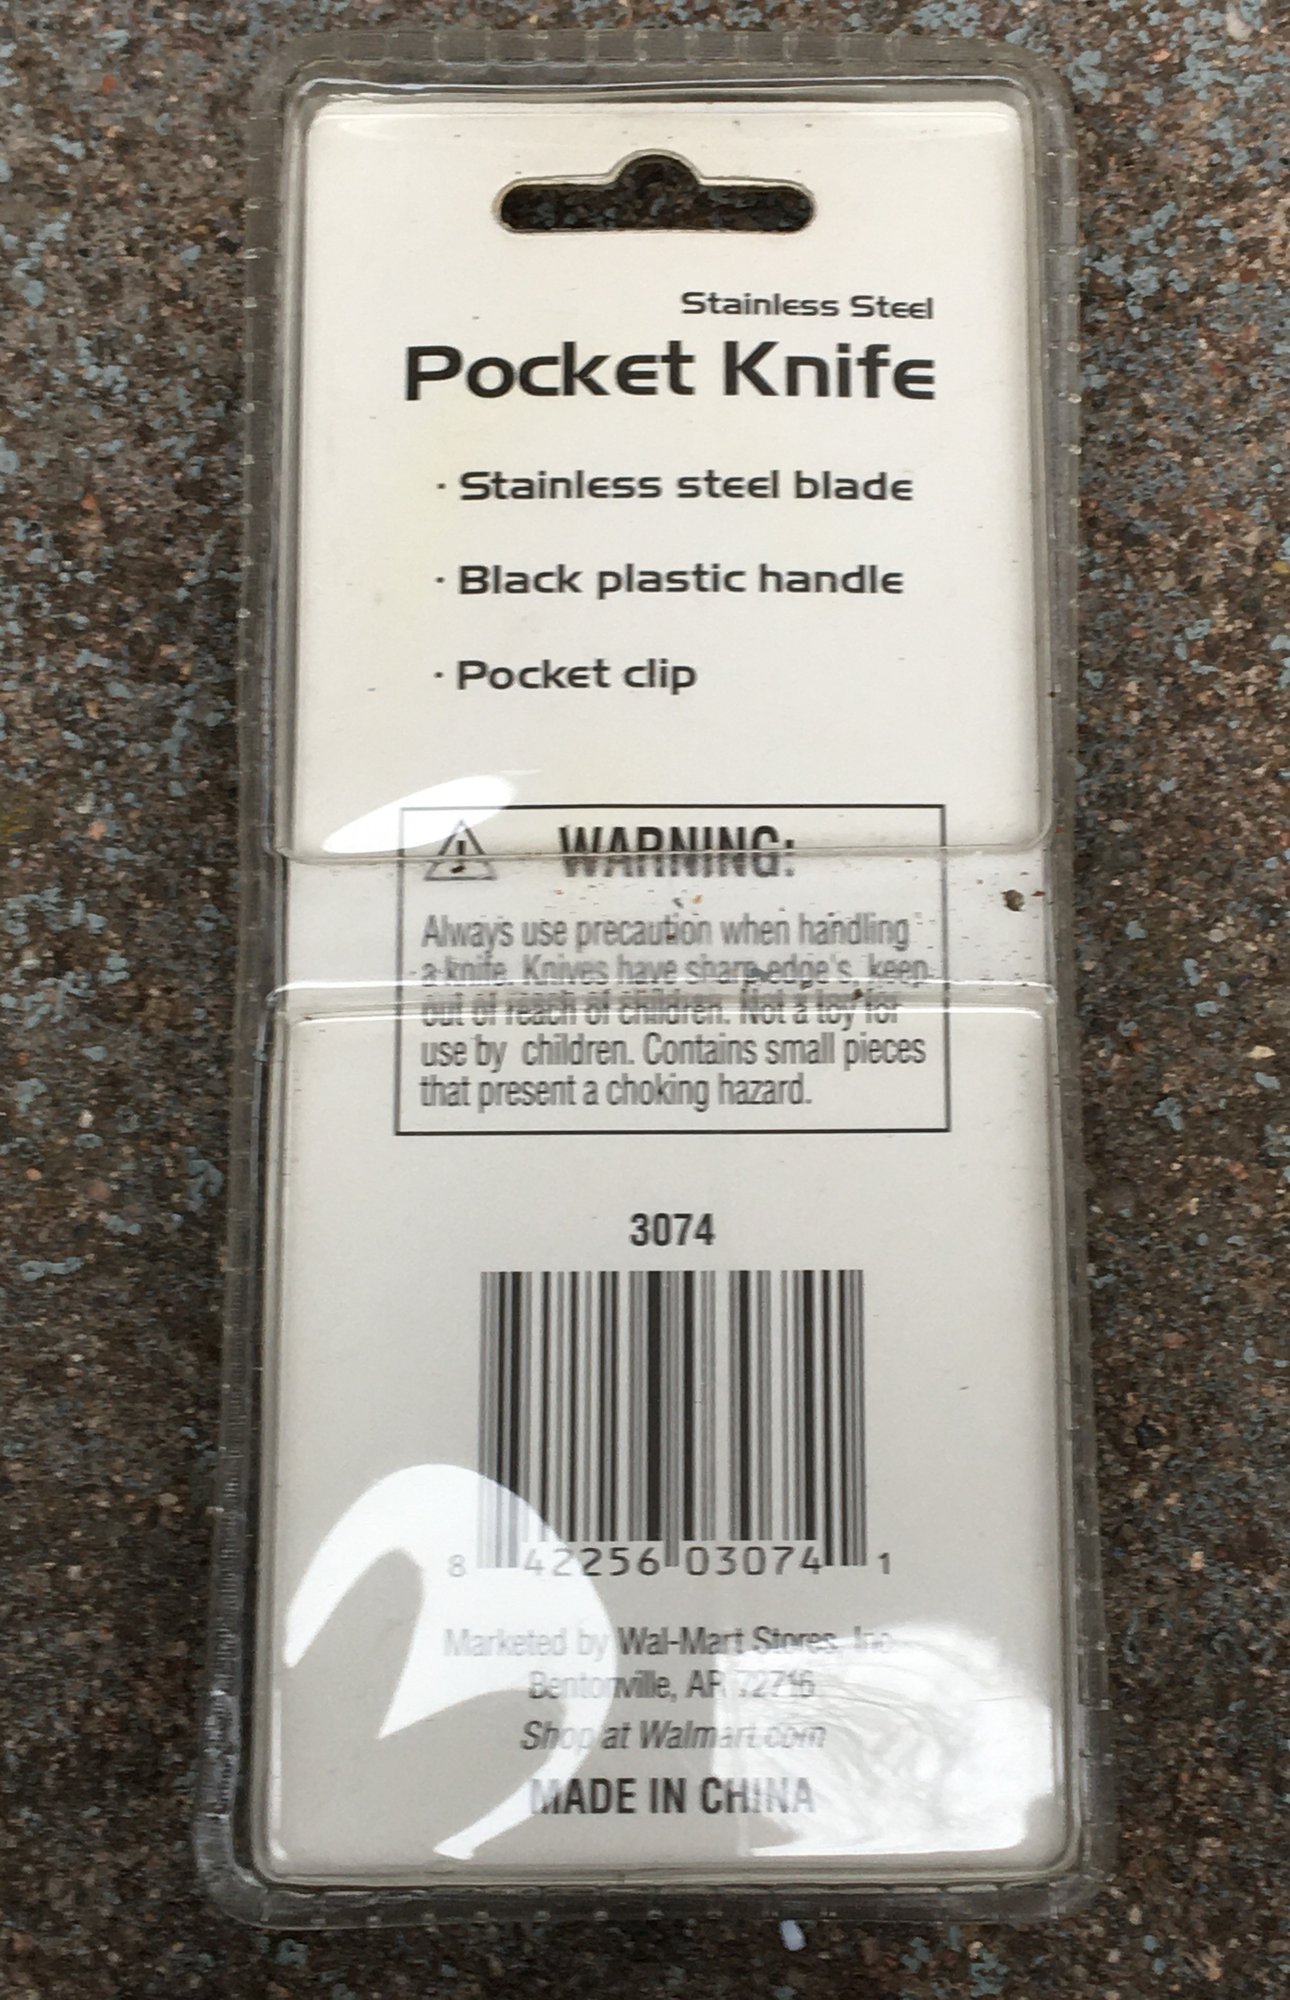 Stainless Steel
Pocket Knife
· Stainless steel blade
· Black plastic handle
· Pocket clip
WARNING:
Always use precaution when handling
a knife. Knives have sharp edge's, keep
out of reach of children. Not a toy for
use by children. Contains small pieces
that present a choking hazard.
3074
8 42256 03074 1
Marketed by Wal-Mart Stores, Inc
Bentonville, AR 72716
Shop at Walmart.com
MADE IN CHINA